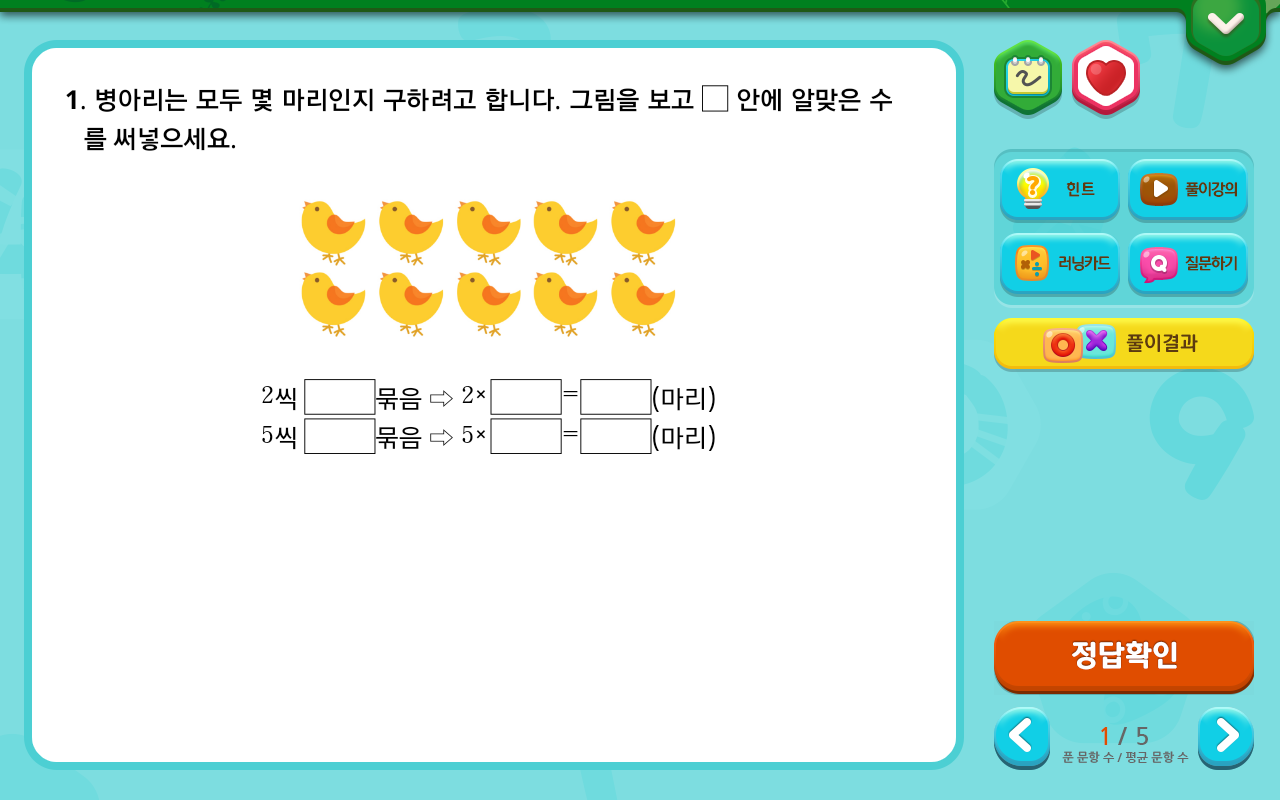 1. 병아리는 모두 몇 마리인지 구하려고 합니다. 그림을 보고 □ 안에 알맞은 수
를 써넣으세요.
2씩 □묶음 ⇨ 2×□=□(마리)
5씩 □묶음 ⇨ 5×□=□(마리)
힌트
풀이강의
러닝카드
Q 질문하기
풀이결과
정답확인
1 / 5
푼 문항 수 / 평균 문항 수